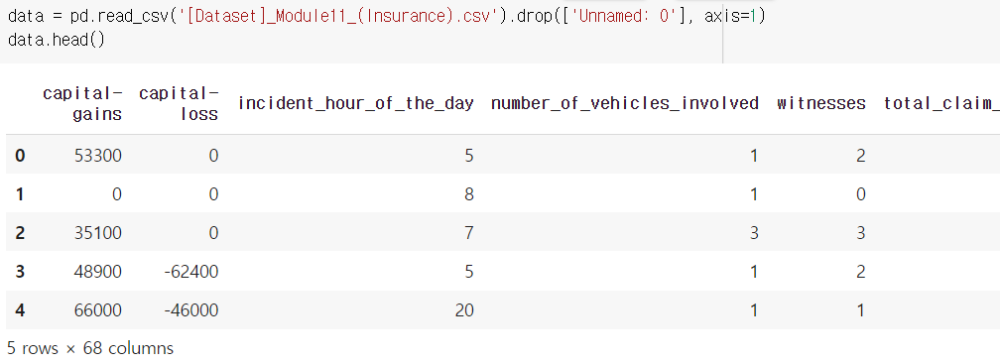 data = pd.read_csv('[Dataset]_Module11_(Insurance).csv').drop(['Unnamed: 0'], axis=1)
data.head()
capital-gains capital-loss incident_hour_of_the_day number_of_vehicles_involved witnesses total_claim_
0 53300 0 5 1 2
1 0 0 8 1 0
2 35100 0 7 3 3
3 48900 -62400 5 1 2
4 66000 -46000 20 1 1
5 rows × 68 columns